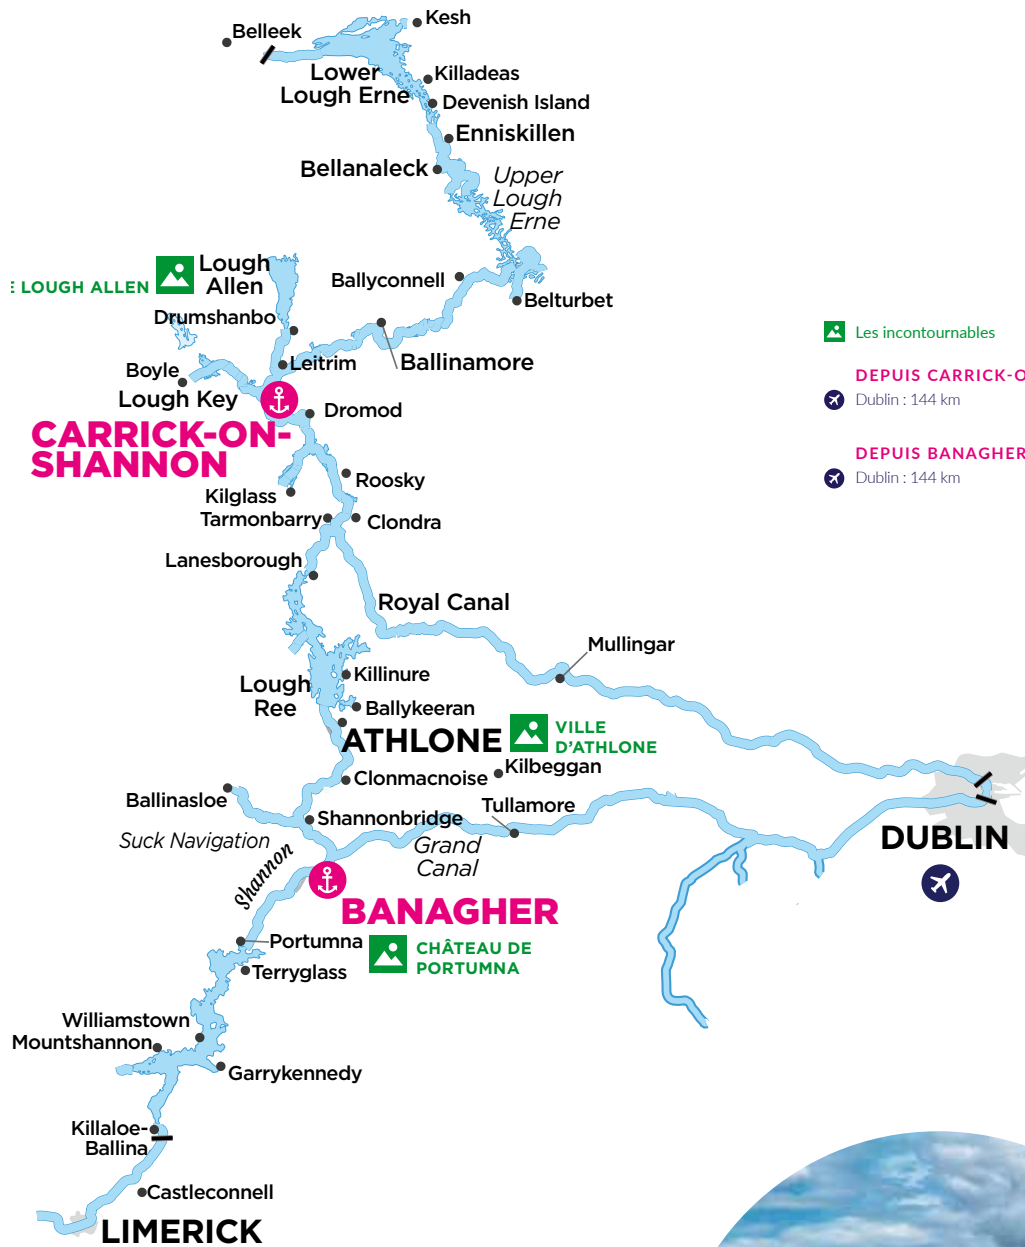 Kesh
Belleek
Lower
Lough Erne
Killadeas
Devenish Island
Enniskillen
Bellanaleck
Upper
Lough
Erne
Lough
Allen
E LOUGH ALLEN
Ballyconnell
Belturbet
Drumshanbo
Les incontournables
Leitrim
Ballinamore
Boyle
Lough Key
DEPUIS CARRICK-O
Dublin : 144 km
Dromod
CARRICK-ON-
SHANNON
DEPUIS BANAGHER
Dublin : 144 km
Roosky
Kilglass
Tarmonbarry
Clondra
Lanesborough
Royal Canal
Mullingar
Killinure
Lough
Ree
Ballykeeran
ATHLONE
VILLE
D'ATHLONE
Kilbeggan
Clonmacnoise
Ballinasloe
Tullamore
Shannonbridge
Suck Navigation
Grand
Canal
DUBLIN
Shannon
BANAGHER
Portumna
CHÂTEAU DE
PORTUMNA
Terryglass
Williamstown
Mountshannon
Garrykennedy
Killaloe-
Ballina
Castleconnell
LIMERICK